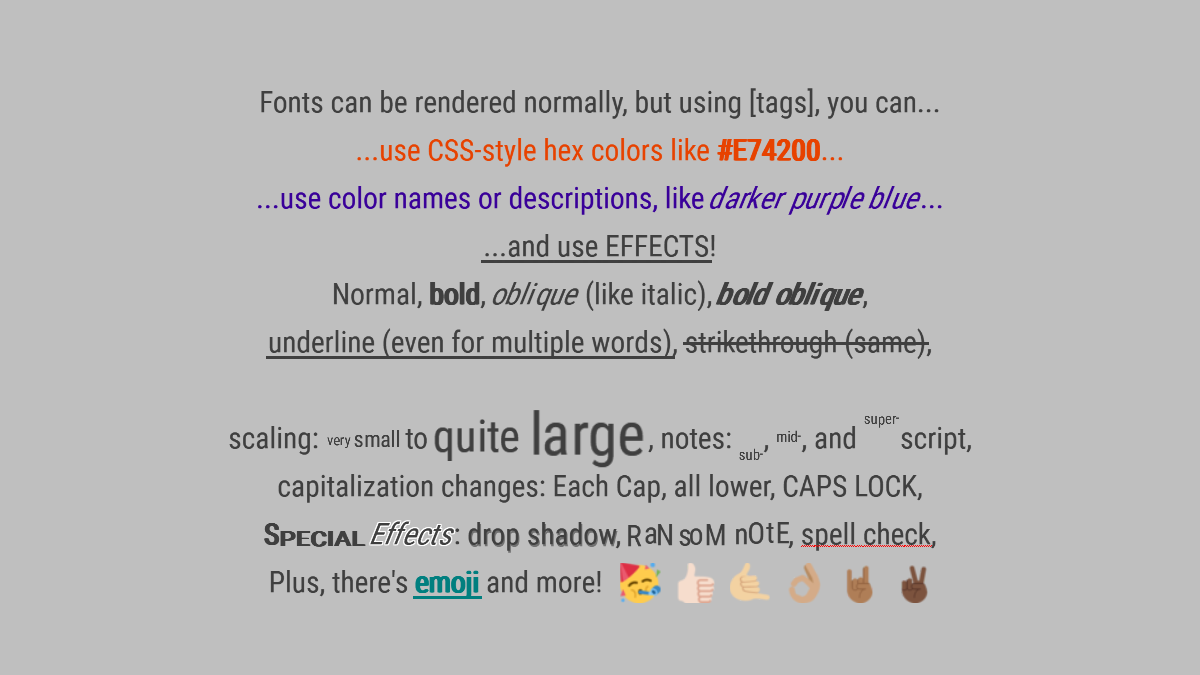 Fonts can be rendered normally, but using [tags], you can...
...use CSS-style hex colors like #E74200...
...use color names or descriptions, like darker purple blue...
...and use EFFECTS!
Normal, bold, oblique (like italic), bold oblique,
underline (even for multiple words), strikethrough (same),
scaling: very small to quite large, notes: sub-, mid-, and super-script,
capitalization changes: Each Cap, all lower, CAPS LOCK,
SPECIAL Effects: drop shadow, RaNsoM nOtE, spell check,
Plus, there's emoji and more! 🥳 👍🏻 🤙🏼 👌🏽 🤘🏾 ✌🏿